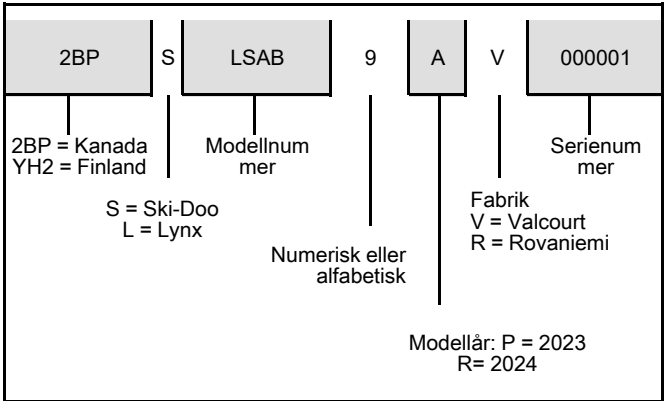 2BP S LSAB 9 A V 000001
2BP = Kanada
YH2 = Finland
Modellnum
mer
Serienum
mer
S = Ski-Doo
L = Lynx
Fabrik
V = Valcourt
R = Rovaniemi
Numerisk eller
alfabetisk
Modellår: P = 2023
R= 2024